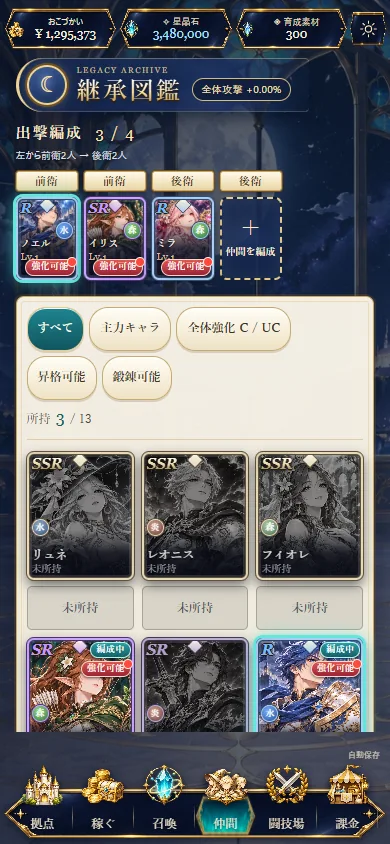 おこづかい
¥1,295,373
✧ 星晶石
3,480,000
◈ 育成素材
300
LEGACY ARCHIVE
継承図鑑
全体攻撃 +0.00%
出撃編成 3 / 4
左から前衛2人 → 後衛2人
前衛 前衛 後衛 後衛
R SR R
水 森 森
ノエル イリス ミラ
Lv.1
強化可能 強化可能 強化可能
＋
仲間を編成
すべて 主力キャラ 全体強化 C / UC
昇格可能 鍛錬可能
所持 3 / 13
SSR SSR SSR
水 炎 森
リュネ レオニス フィオレ
未所持 未所持 未所持
未所持 未所持 未所持
SR 編成中 SR R 編成中
強化可能 強化可能
森 炎 水
自動保存
拠点 稼ぐ 召喚 仲間 闘技場 課金